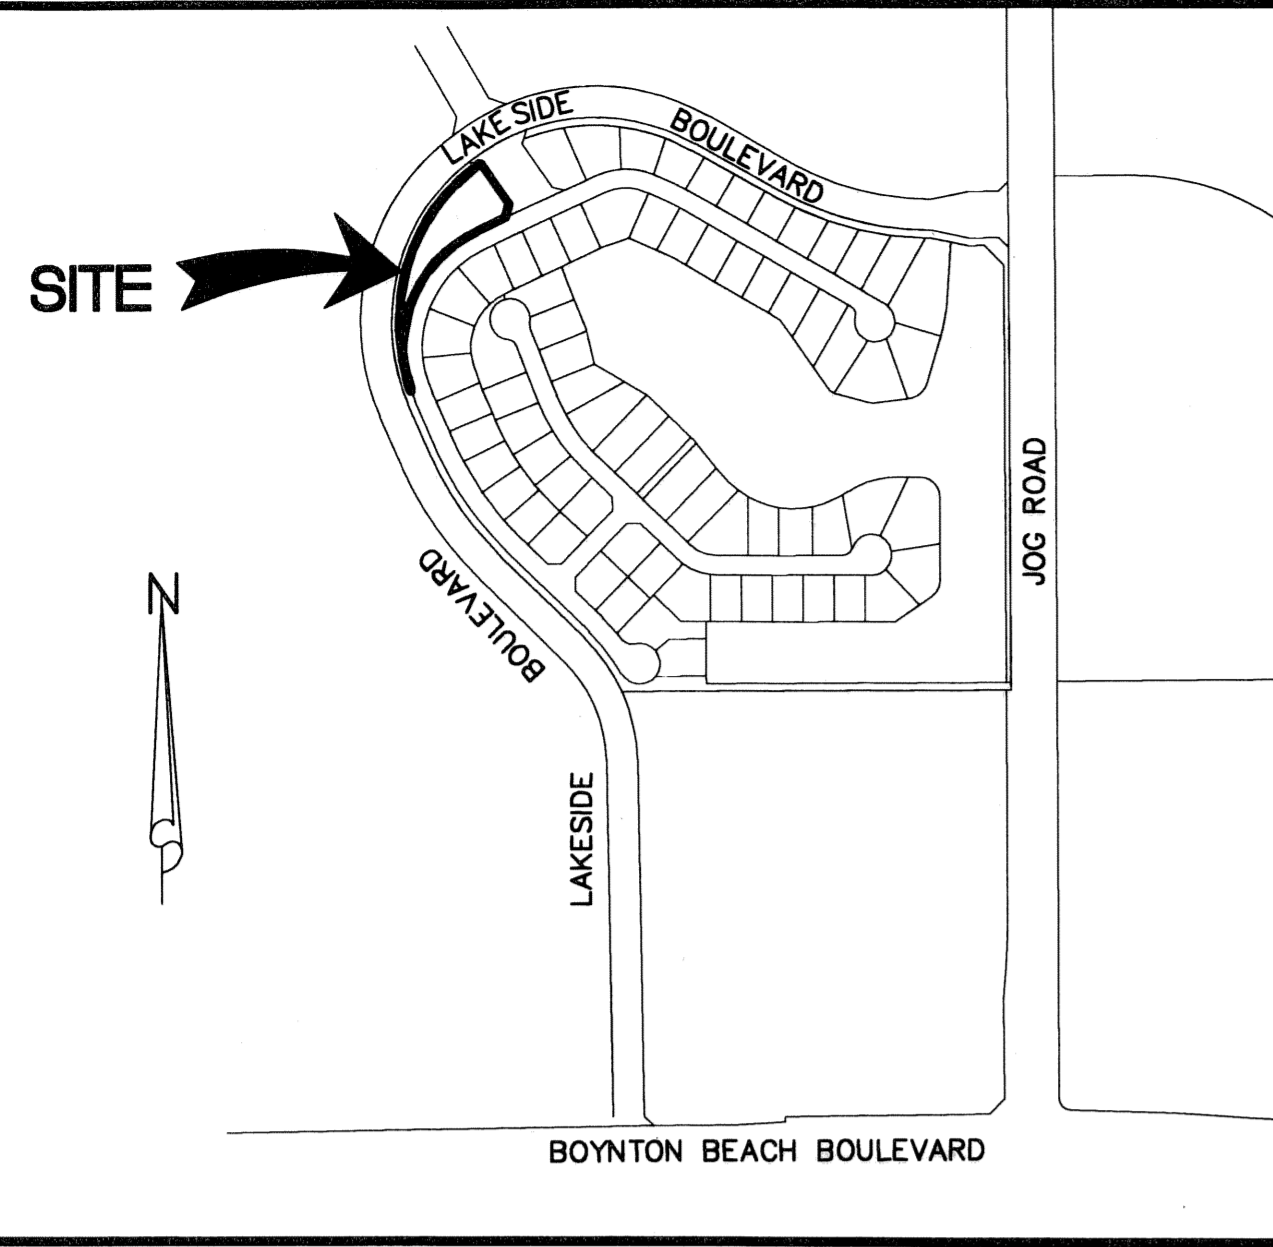 LAKE SIDE
BOULEVARD
SITE
JOG ROAD
BOULEVARD
N
LAKESIDE
BOYNTON BEACH BOULEVARD